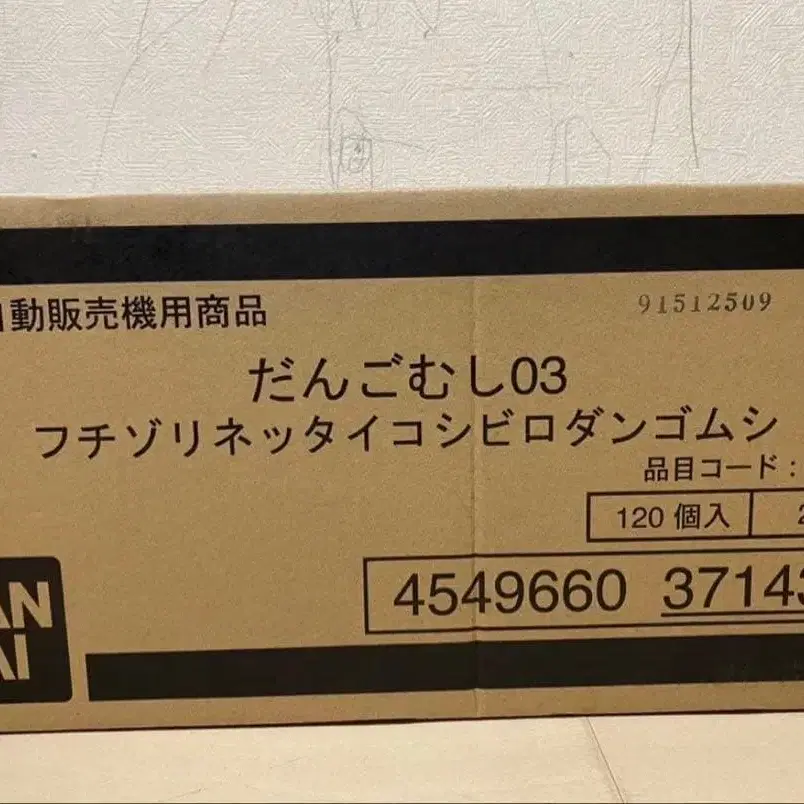 動販売機用商品
91512509
だんごむし03
フチゾリネッタイコシビロダンゴムシ
品目コード：
120 個入
4549660 37143
AN
AI